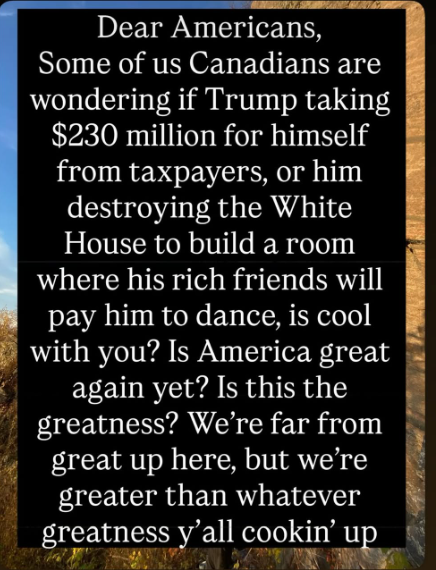 Dear Americans,
Some of us Canadians are
wondering if Trump taking
$230 million for himself
from taxpayers, or him
destroying the White
House to build a room
where his rich friends will
pay him to dance, is cool
with you? Is America great
again yet? Is this the
greatness? We’re far from
great up here, but we’re
greater than whatever
greatness y’all cookin’ up